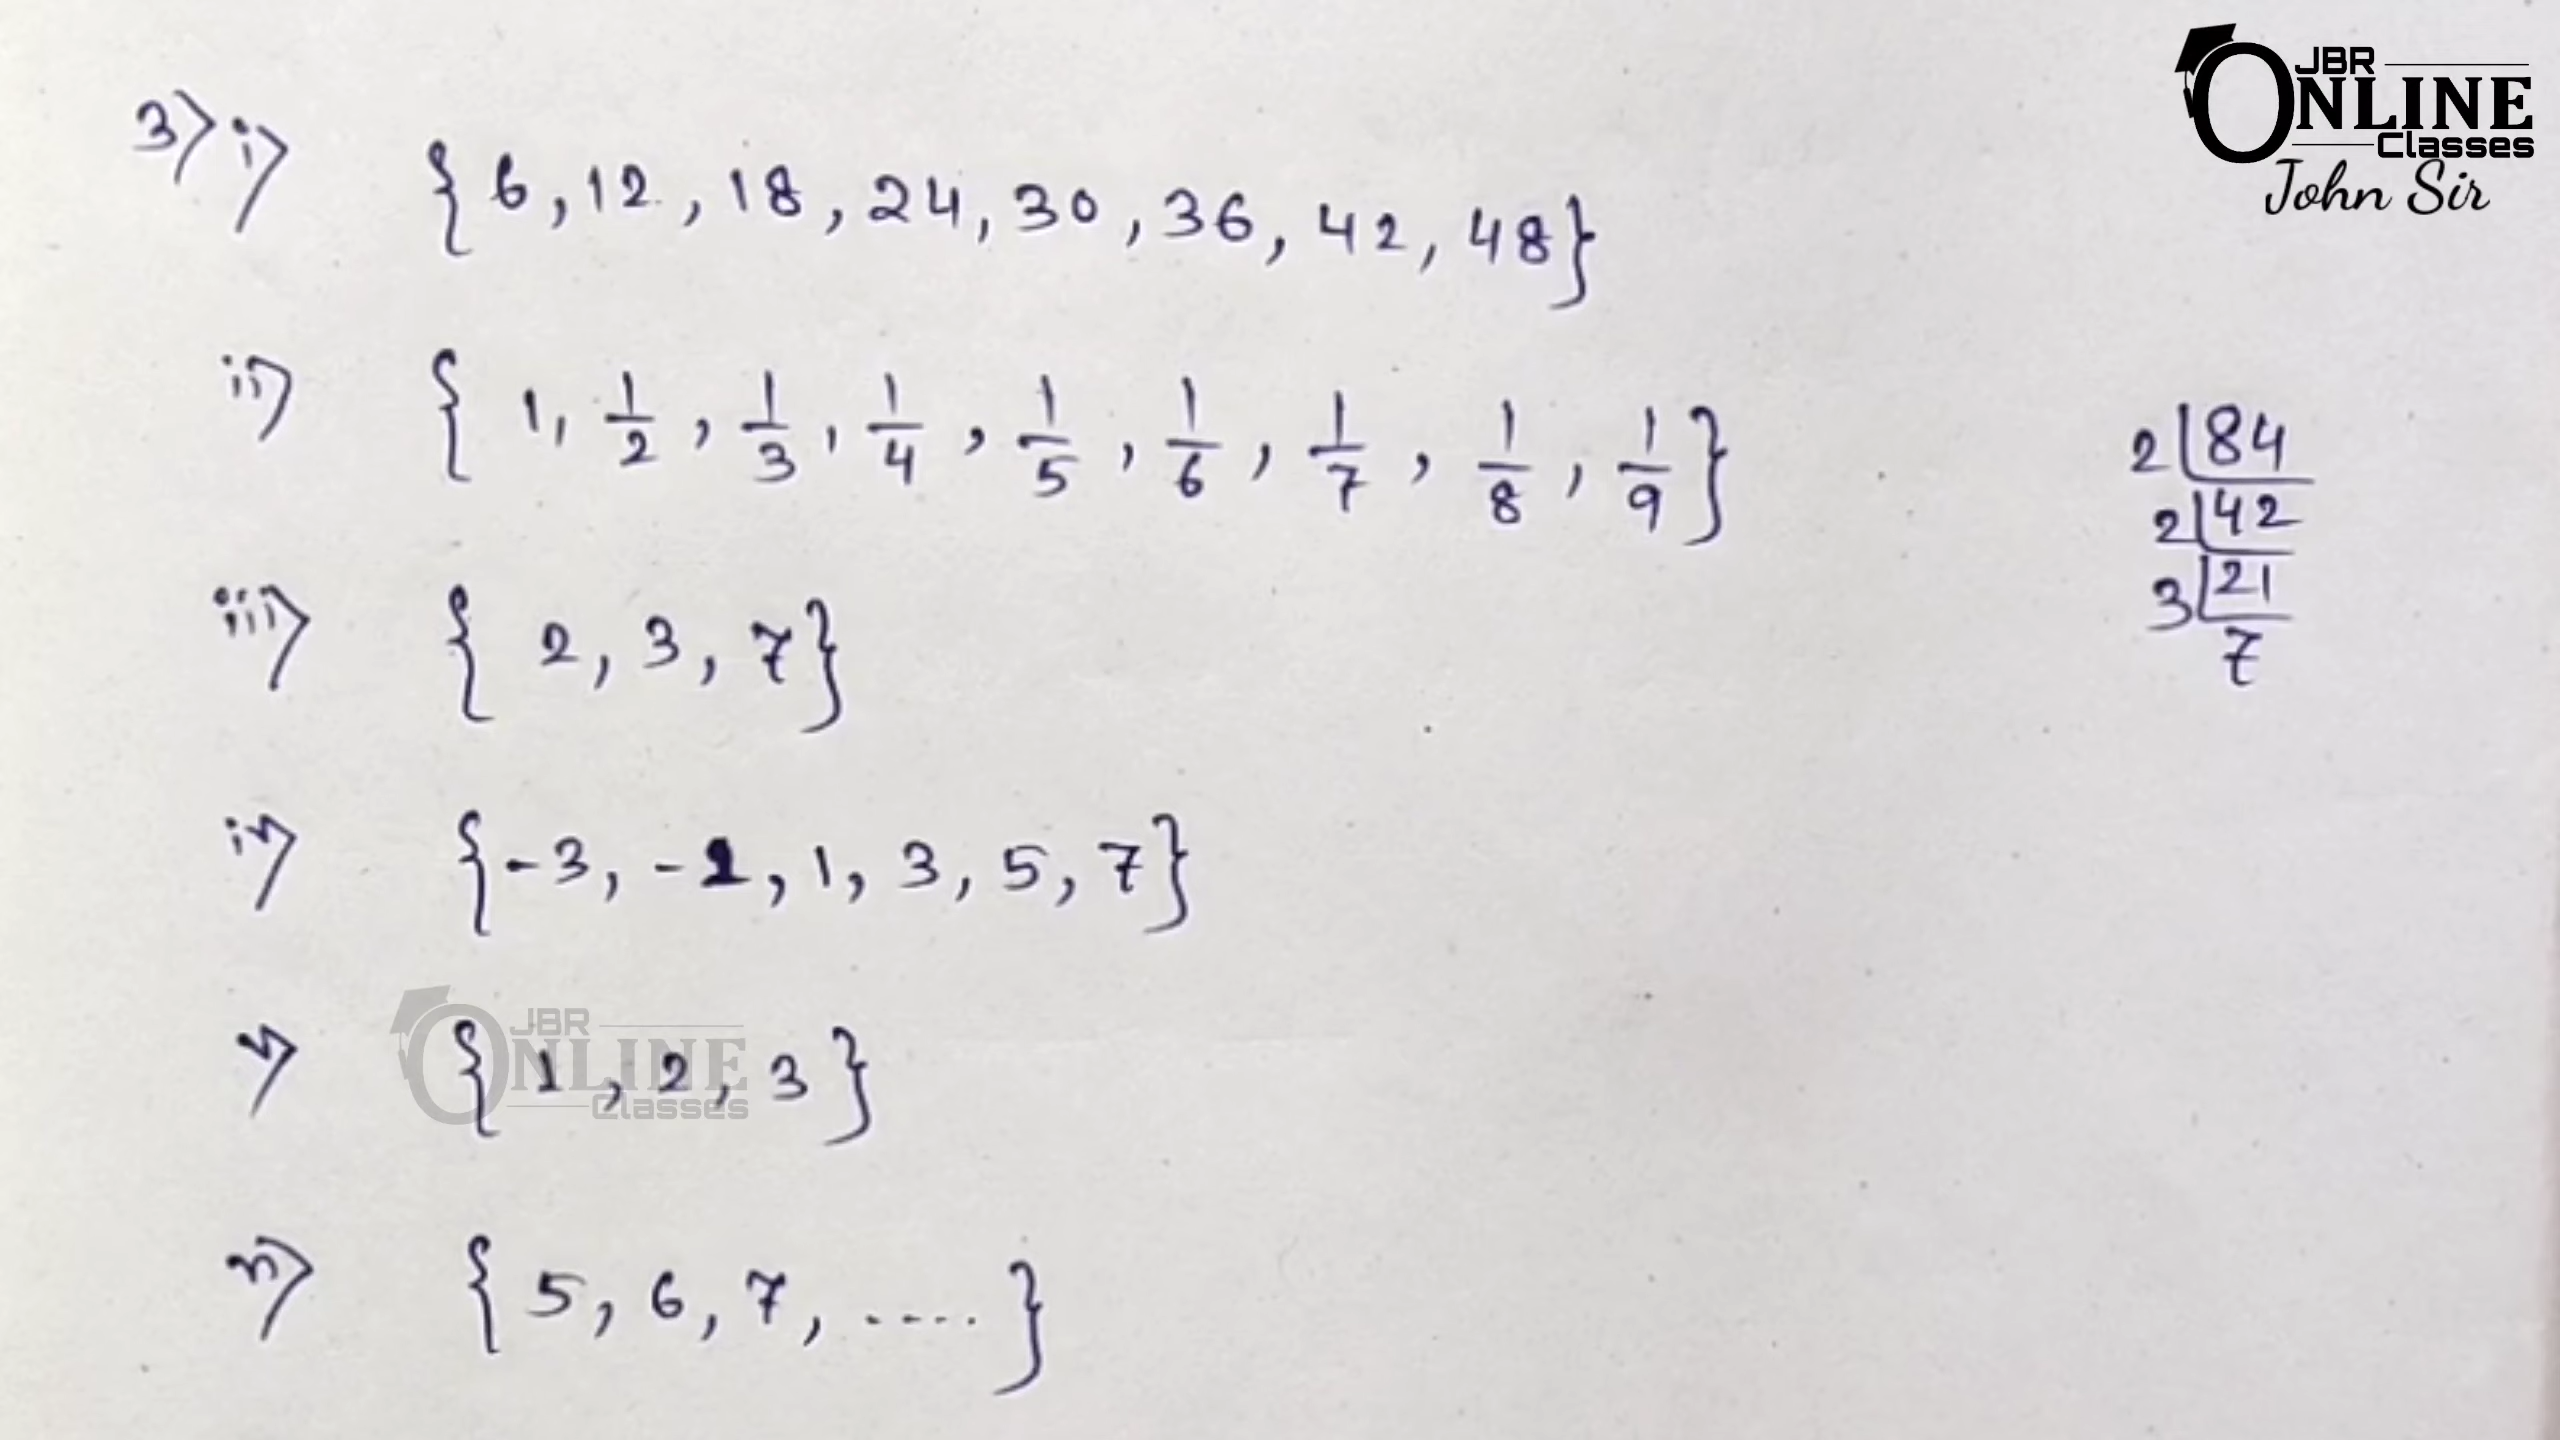 JBR
ONLINE
Classes
John Sir
3) i) { 6, 12, 18, 24, 30, 36, 42, 48}
ii) { 1, 1/2, 1/3, 1/4, 1/5, 1/6, 1/7, 1/8, 1/9 }
2 | 84
2 | 42
3 | 21
7
iii) { 2, 3, 7}
iv) {-3, -1, 1, 3, 5, 7}
v) {1, 2, 3}
JBR
ONLINE
Classes
vi) { 5, 6, 7, ..... }